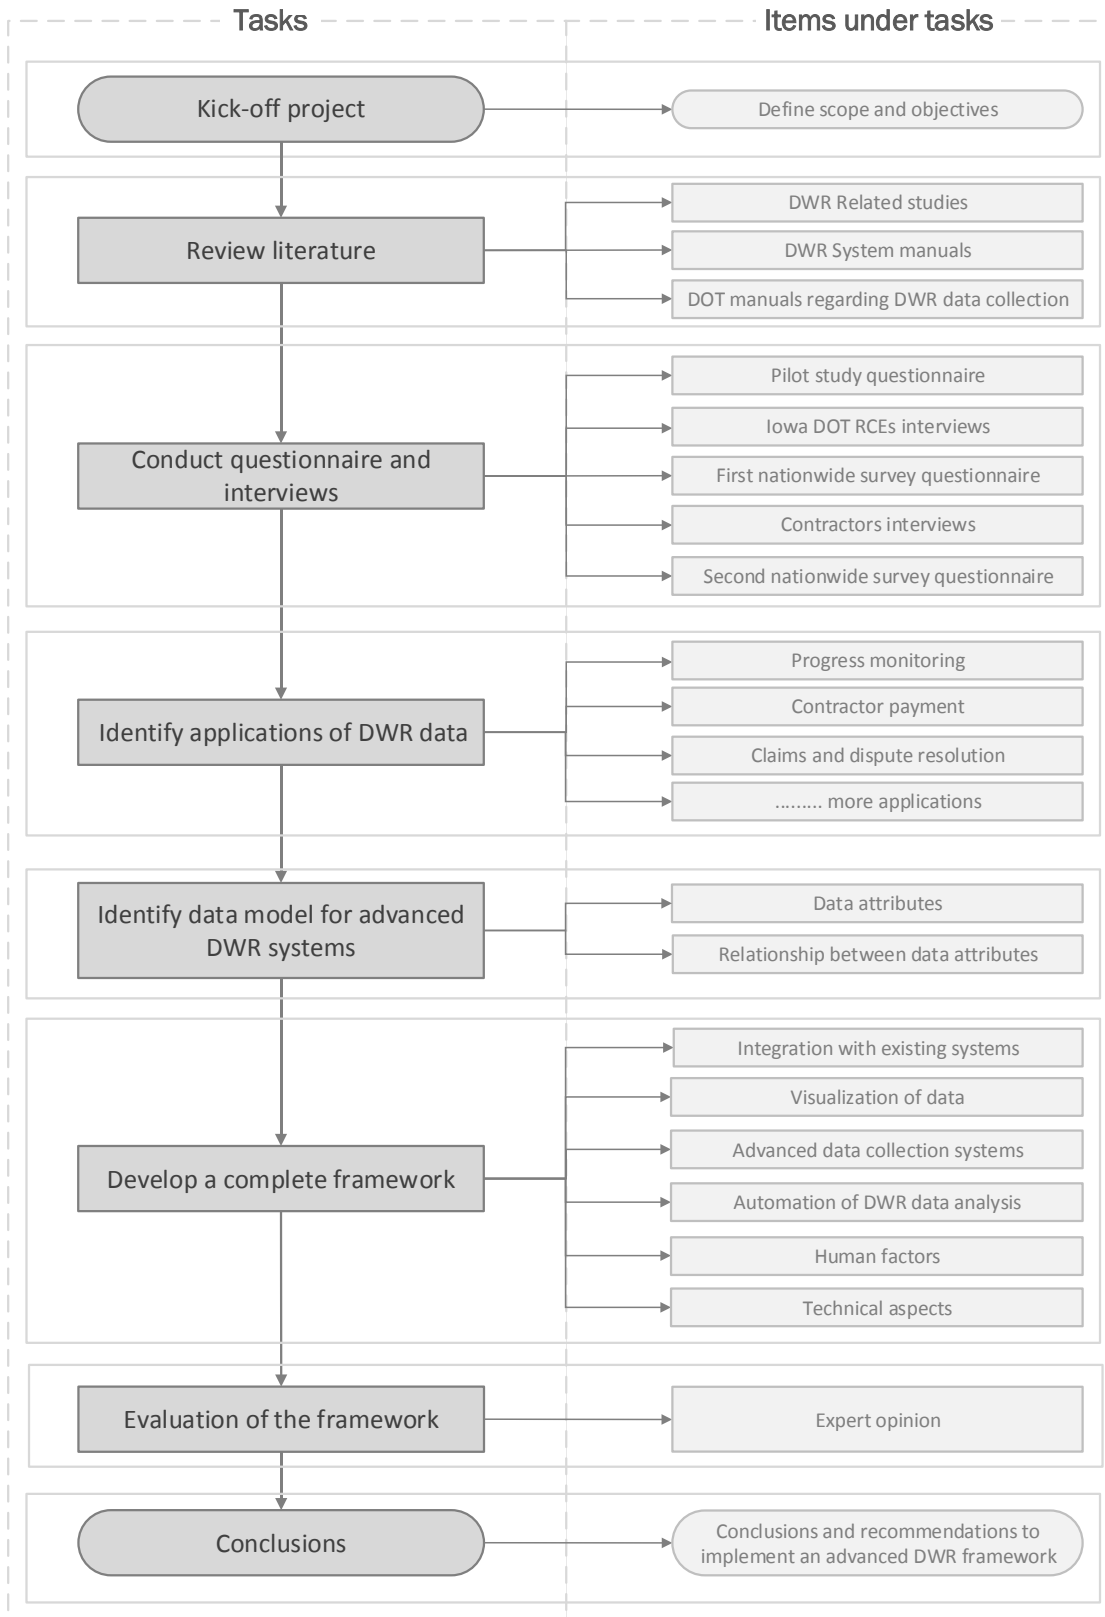 Tasks
Items under tasks
Kick-off project
Define scope and objectives
Review literature
DWR Related studies
DWR System manuals
DOT manuals regarding DWR data collection
Conduct questionnaire and
interviews
Pilot study questionnaire
Iowa DOT RCEs interviews
First nationwide survey questionnaire
Contractors interviews
Second nationwide survey questionnaire
Identify applications of DWR data
Progress monitoring
Contractor payment
Claims and dispute resolution
......... more applications
Identify data model for advanced
DWR systems
Data attributes
Relationship between data attributes
Develop a complete framework
Integration with existing systems
Visualization of data
Advanced data collection systems
Automation of DWR data analysis
Human factors
Technical aspects
Evaluation of the framework
Expert opinion
Conclusions
Conclusions and recommendations to
implement an advanced DWR framework